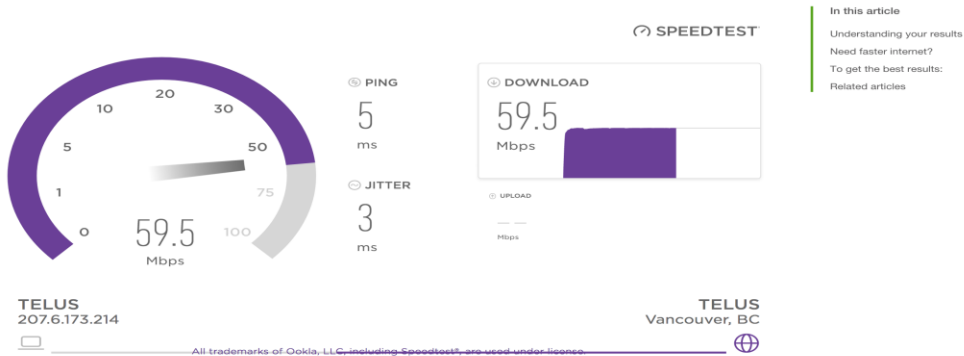 SPEEDTEST
PING
5
ms
JITTER
3
ms
DOWNLOAD
59.5
Mbps
UPLOAD
— —
Mbps
0
1
5
10
20
30
50
75
100
59.5
Mbps
TELUS
207.6.173.214
TELUS
Vancouver, BC
All trademarks of Ookla, LLC, including Speedtest®, are used under license.
In this article
Understanding your results
Need faster internet?
To get the best results:
Related articles